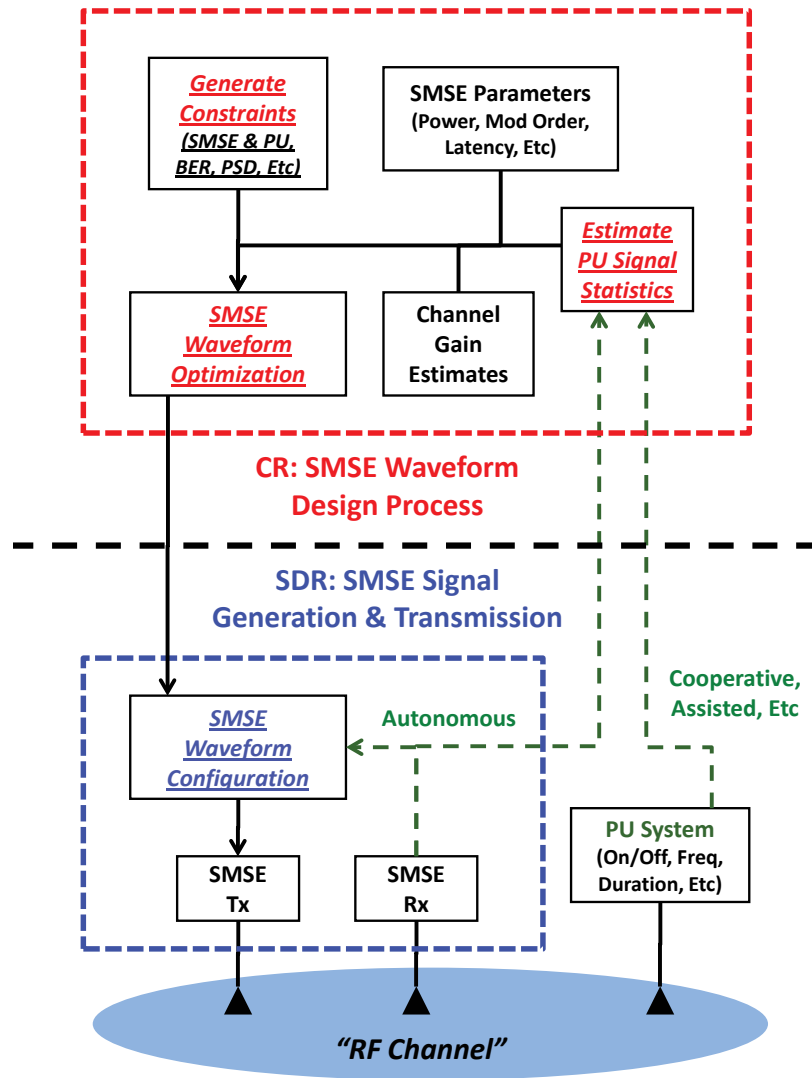 Generate
Constraints
(SMSE & PU,
BER, PSD, Etc)
SMSE Parameters
(Power, Mod Order,
Latency, Etc)
Estimate
PU Signal
Statistics
SMSE
Waveform
Optimization
Channel
Gain
Estimates
CR: SMSE Waveform
Design Process
SDR: SMSE Signal
Generation & Transmission
SMSE
Waveform
Configuration
Autonomous
Cooperative,
Assisted, Etc
PU System
(On/Off, Freq,
Duration, Etc)
SMSE
Tx
SMSE
Rx
“RF Channel”